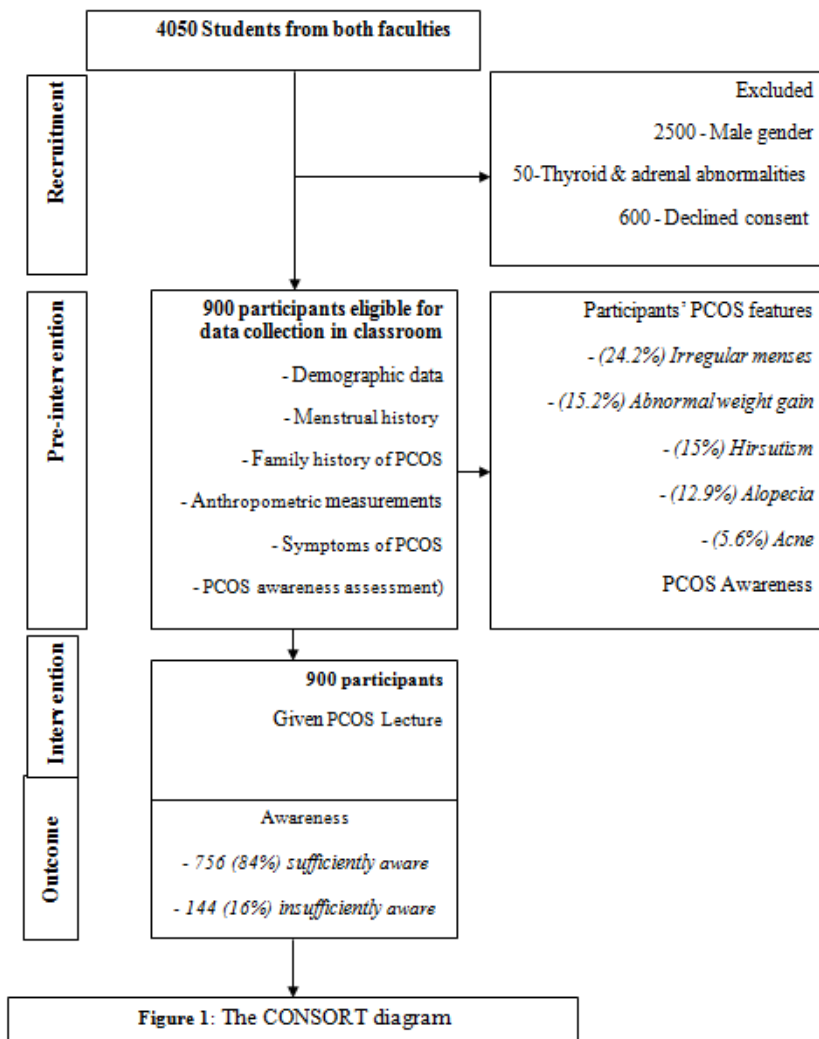 4050 Students from both faculties
Recruitment
Excluded
2500 - Male gender
50-Thyroid & adrenal abnormalities
600 - Declined consent
Pre-intervention
900 participants eligible for
data collection in classroom
- Demographic data
- Menstrual history
- Family history of PCOS
- Anthropometric measurements
- Symptoms of PCOS
- PCOS awareness assessment)
Participants' PCOS features
- (24.2%) Irregular menses
- (15.2%) Abnormal weight gain
- (15%) Hirsutism
- (12.9%) Alopecia
- (5.6%) Acne
PCOS Awareness
Intervention
900 participants
Given PCOS Lecture
Outcome
Awareness
- 756 (84%) sufficiently aware
- 144 (16%) insufficiently aware
Figure 1: The CONSORT diagram